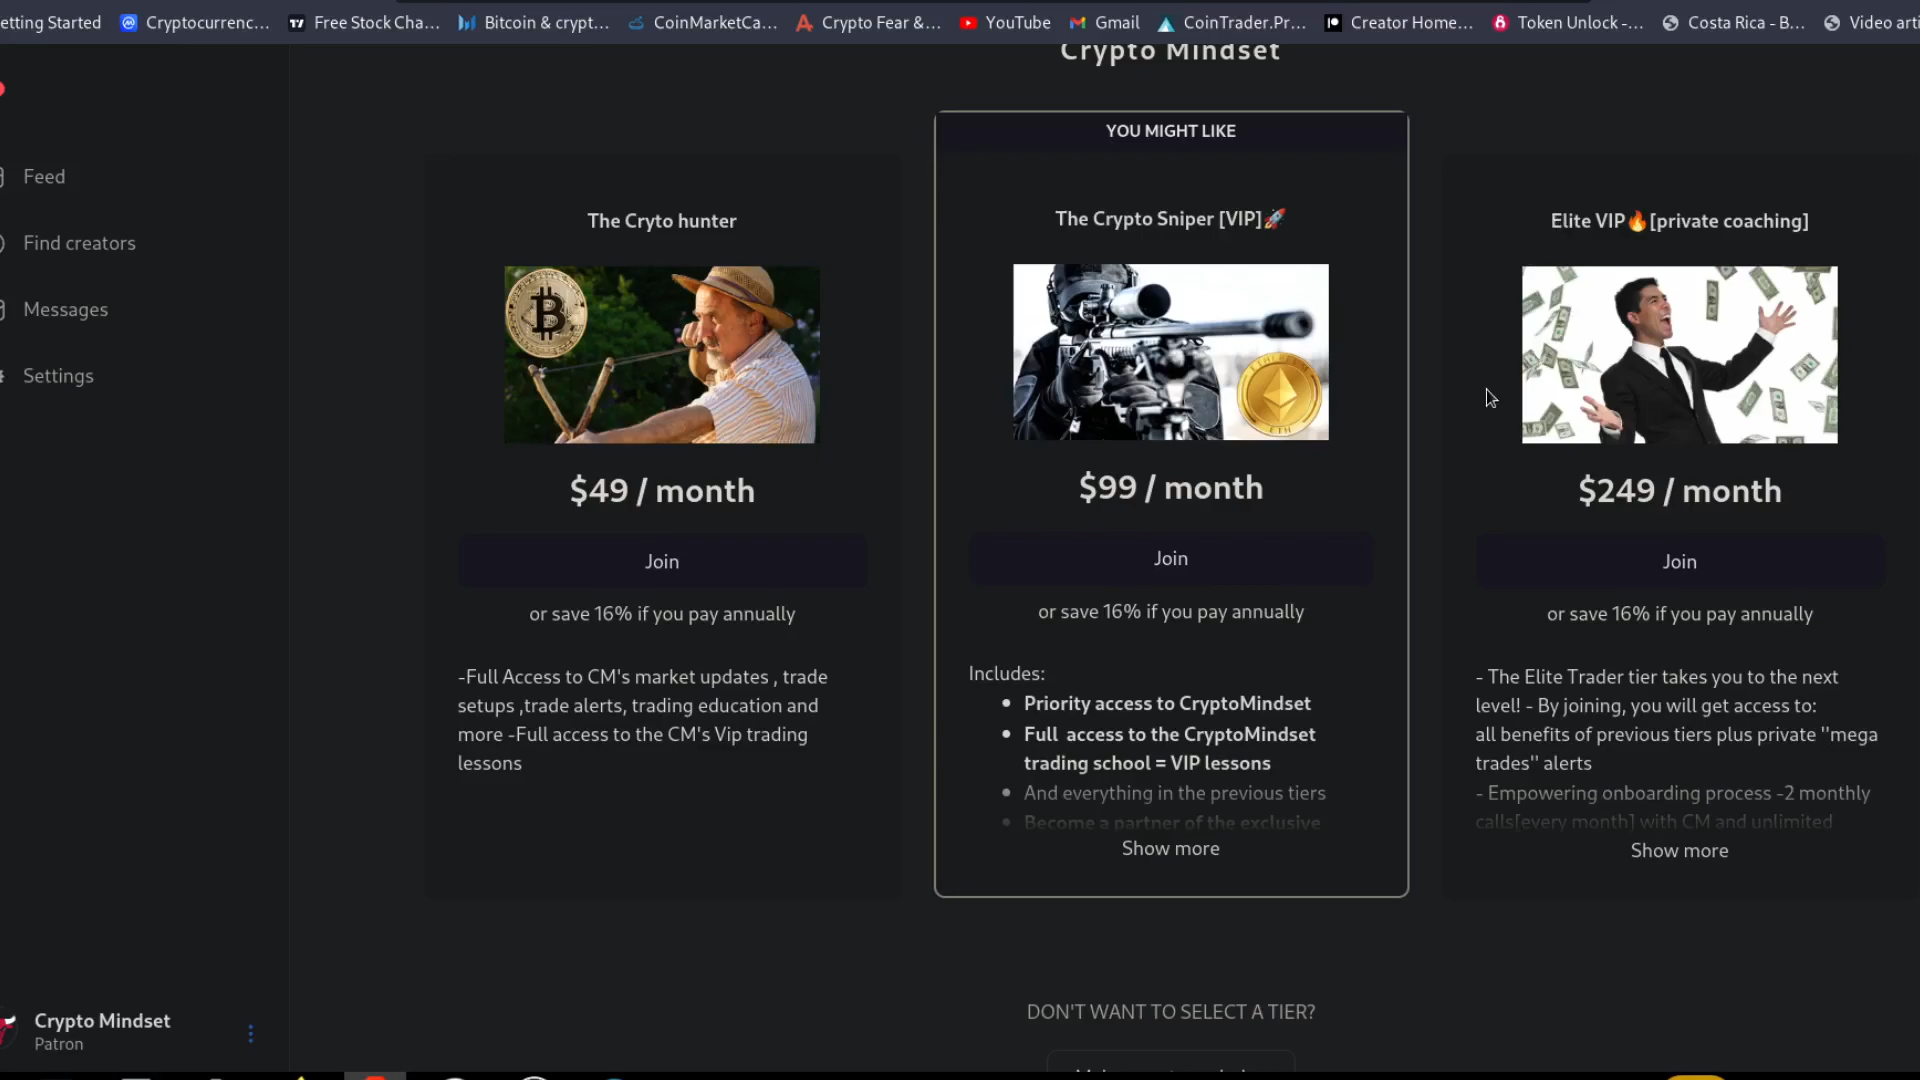 etting Started Cryptocurrenc... Free Stock Cha... Bitcoin & crypt... CoinMarketCa... Crypto Fear &... YouTube Gmail CoinTrader.Pr... Creator Home... Token Unlock -... Costa Rica - B... Video arti
Crypto Mindset
Feed
Find creators
Messages
Settings
YOU MIGHT LIKE
The Cryto hunter
$49 / month
Join
or save 16% if you pay annually
-Full Access to CM's market updates , trade
setups ,trade alerts, trading education and
more -Full access to the CM's Vip trading
lessons
The Crypto Sniper [VIP]🚀
$99 / month
Join
or save 16% if you pay annually
Includes:
• Priority access to CryptoMindset
• Full access to the CryptoMindset
trading school = VIP lessons
• And everything in the previous tiers
• Become a partner of the exclusive
Show more
Elite VIP🔥[private coaching]
$249 / month
Join
or save 16% if you pay annually
- The Elite Trader tier takes you to the next
level! - By joining, you will get access to:
all benefits of previous tiers plus private "mega
trades" alerts
- Empowering onboarding process -2 monthly
calls[every month] with CM and unlimited
Show more
DON'T WANT TO SELECT A TIER?
Crypto Mindset
Patron